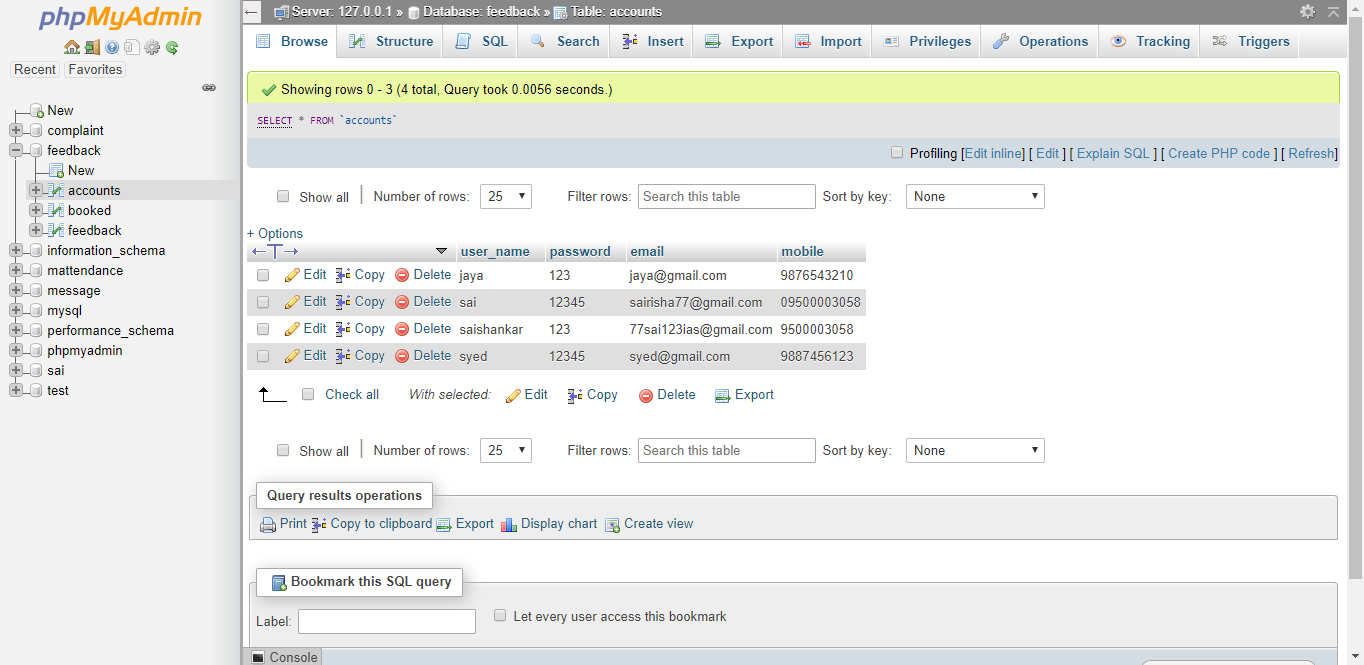 phpMyAdmin
Recent Favorites
New
complaint
feedback
New
accounts
booked
feedback
information_schema
mattendance
message
mysql
performance_schema
phpmyadmin
sai
test
Server: 127.0.0.1 » Database: feedback » Table: accounts
Browse Structure SQL Search Insert Export Import Privileges Operations Tracking Triggers
Showing rows 0 - 3 (4 total, Query took 0.0056 seconds.)
SELECT * FROM `accounts`
Profiling [Edit inline] [ Edit ] [ Explain SQL ] [ Create PHP code ] [ Refresh]
Show all Number of rows: 25 Filter rows: Search this table Sort by key: None
+ Options
user_name password email mobile
Edit Copy Delete jaya 123 jaya@gmail.com 9876543210
Edit Copy Delete sai 12345 sairisha77@gmail.com 09500003058
Edit Copy Delete saishankar 123 77sai123ias@gmail.com 9500003058
Edit Copy Delete syed 12345 syed@gmail.com 9887456123
Check all With selected: Edit Copy Delete Export
Show all Number of rows: 25 Filter rows: Search this table Sort by key: None
Query results operations
Print Copy to clipboard Export Display chart Create view
Bookmark this SQL query
Label: Let every user access this bookmark
Console